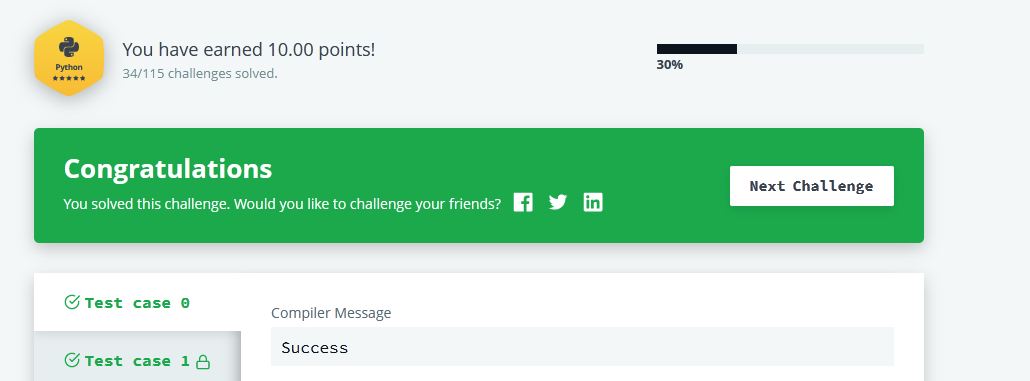 Python
You have earned 10.00 points!
34/115 challenges solved.
30%
Congratulations
You solved this challenge. Would you like to challenge your friends?
Next Challenge
Test case 0
Compiler Message
Success
Test case 1